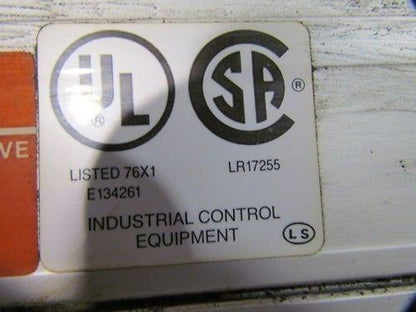 UL
®
CSA
®
VE
LISTED 76X1
E134261
LR17255
INDUSTRIAL CONTROL
EQUIPMENT
LS